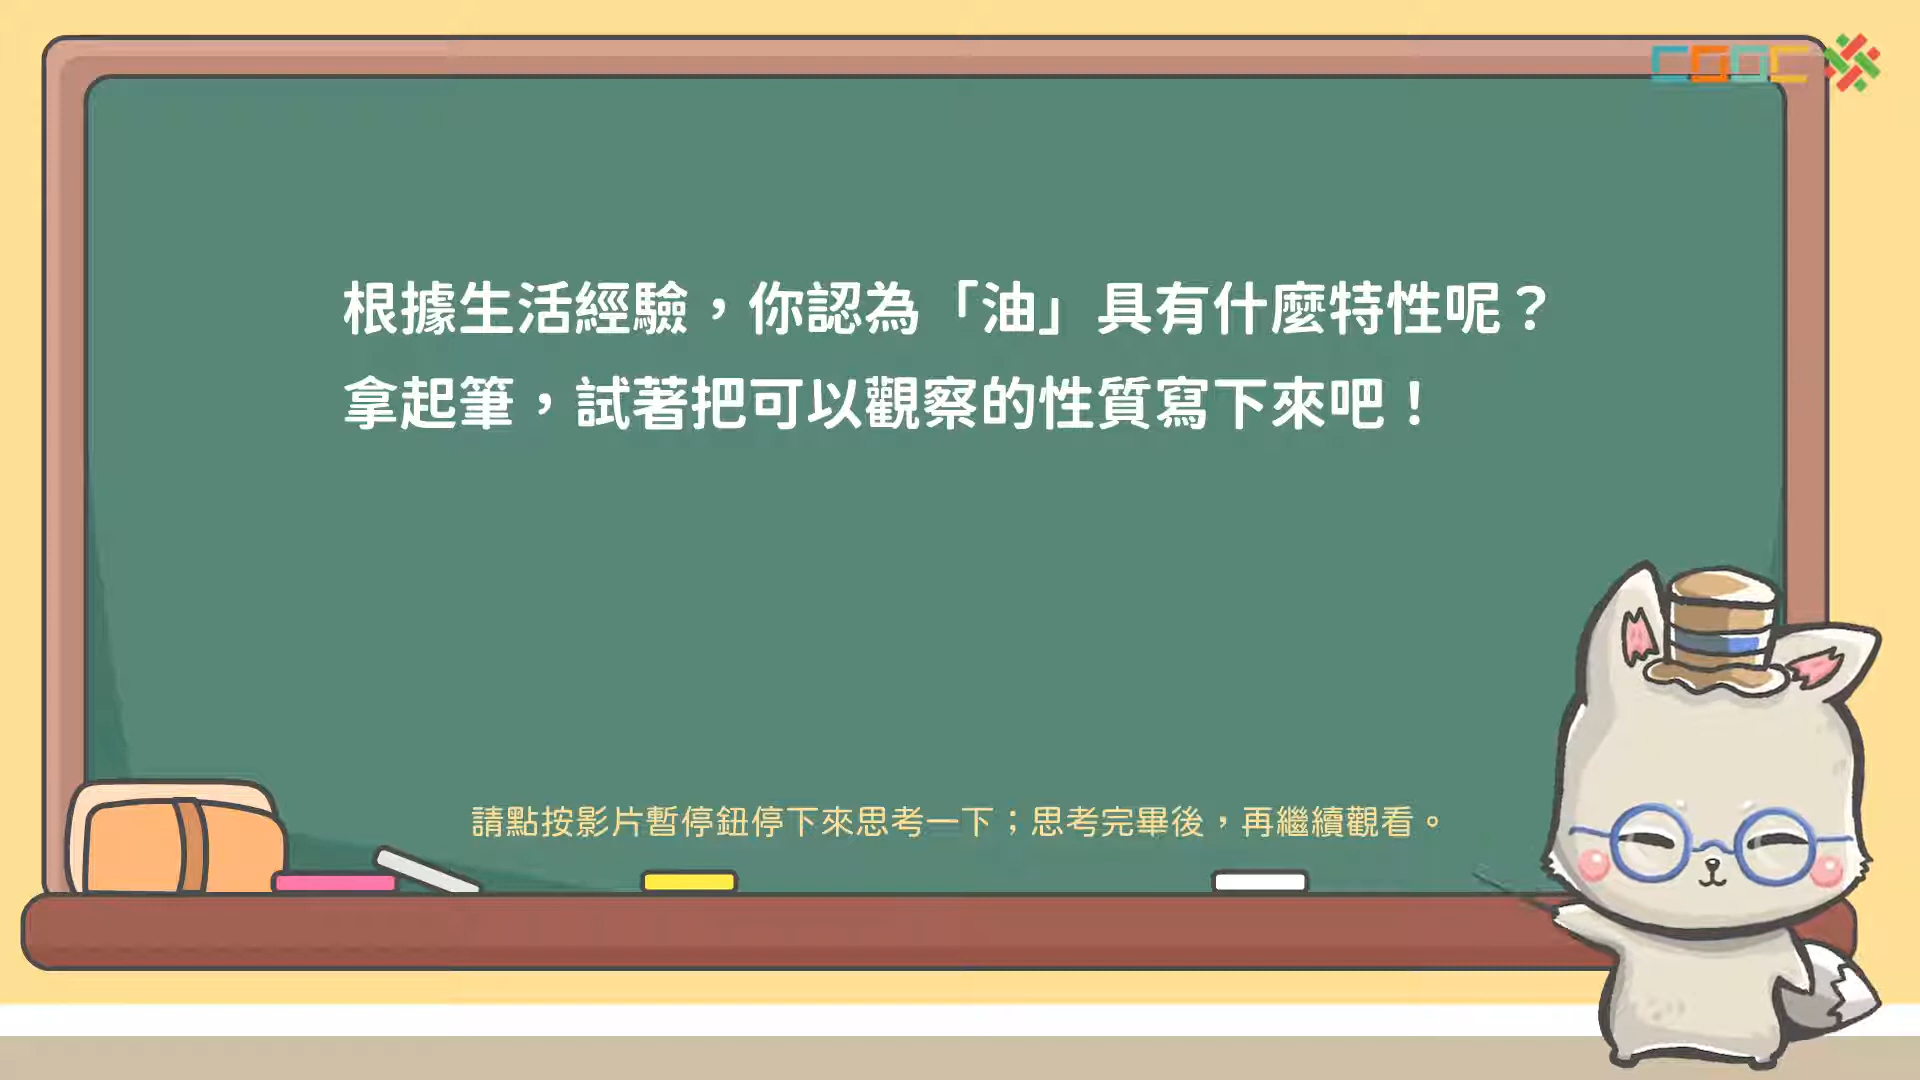 COOC
根據生活經驗，你認為「油」具有什麼特性呢？
拿起筆，試著把可以觀察的性質寫下來吧！
請點按影片暫停鈕停下來思考一下；思考完畢後，再繼續觀看。